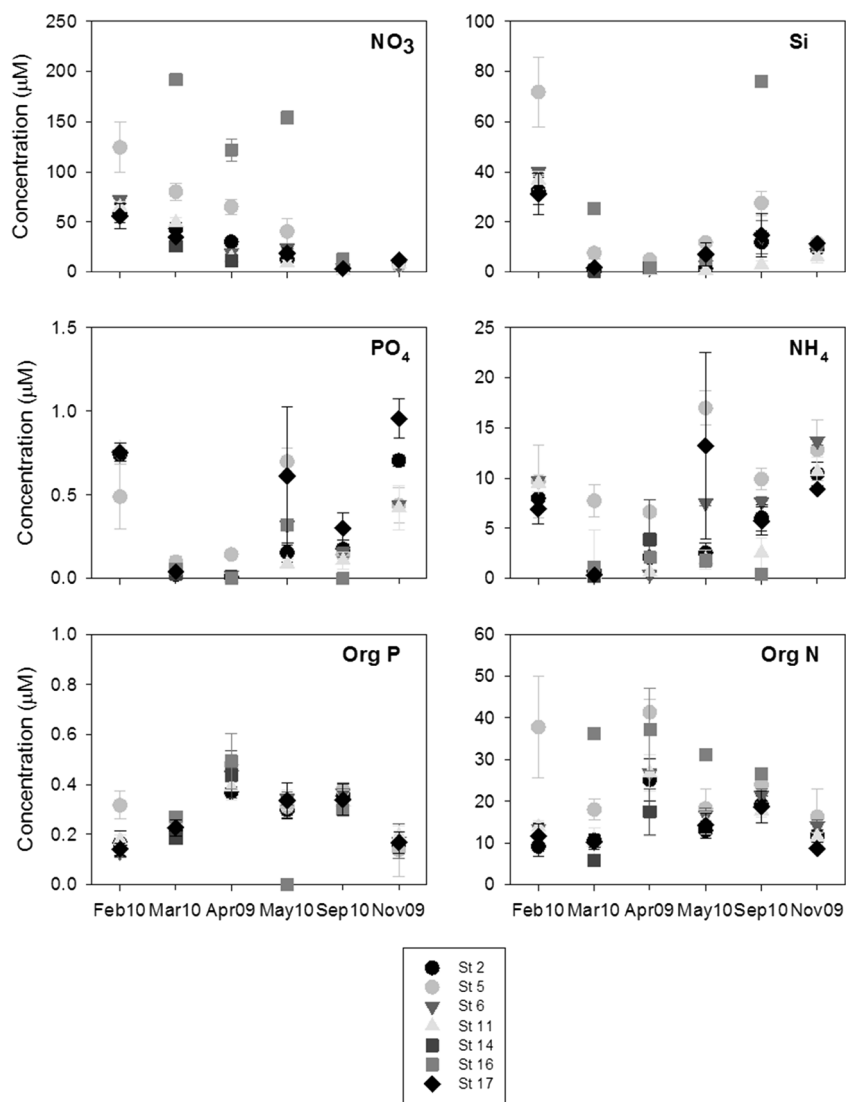 NO3
Si
Concentration (µM)
250
200
150
100
50
0
100
80
60
40
20
0
PO4
NH4
Concentration (µM)
1.5
1.0
0.5
0.0
25
20
15
10
5
0
Org P
Org N
Concentration (µM)
1.0
0.8
0.6
0.4
0.2
0.0
60
50
40
30
20
10
0
Feb10 Mar10 Apr09 May10 Sep10 Nov09
Feb10 Mar10 Apr09 May10 Sep10 Nov09
St 2
St 5
St 6
St 11
St 14
St 16
St 17